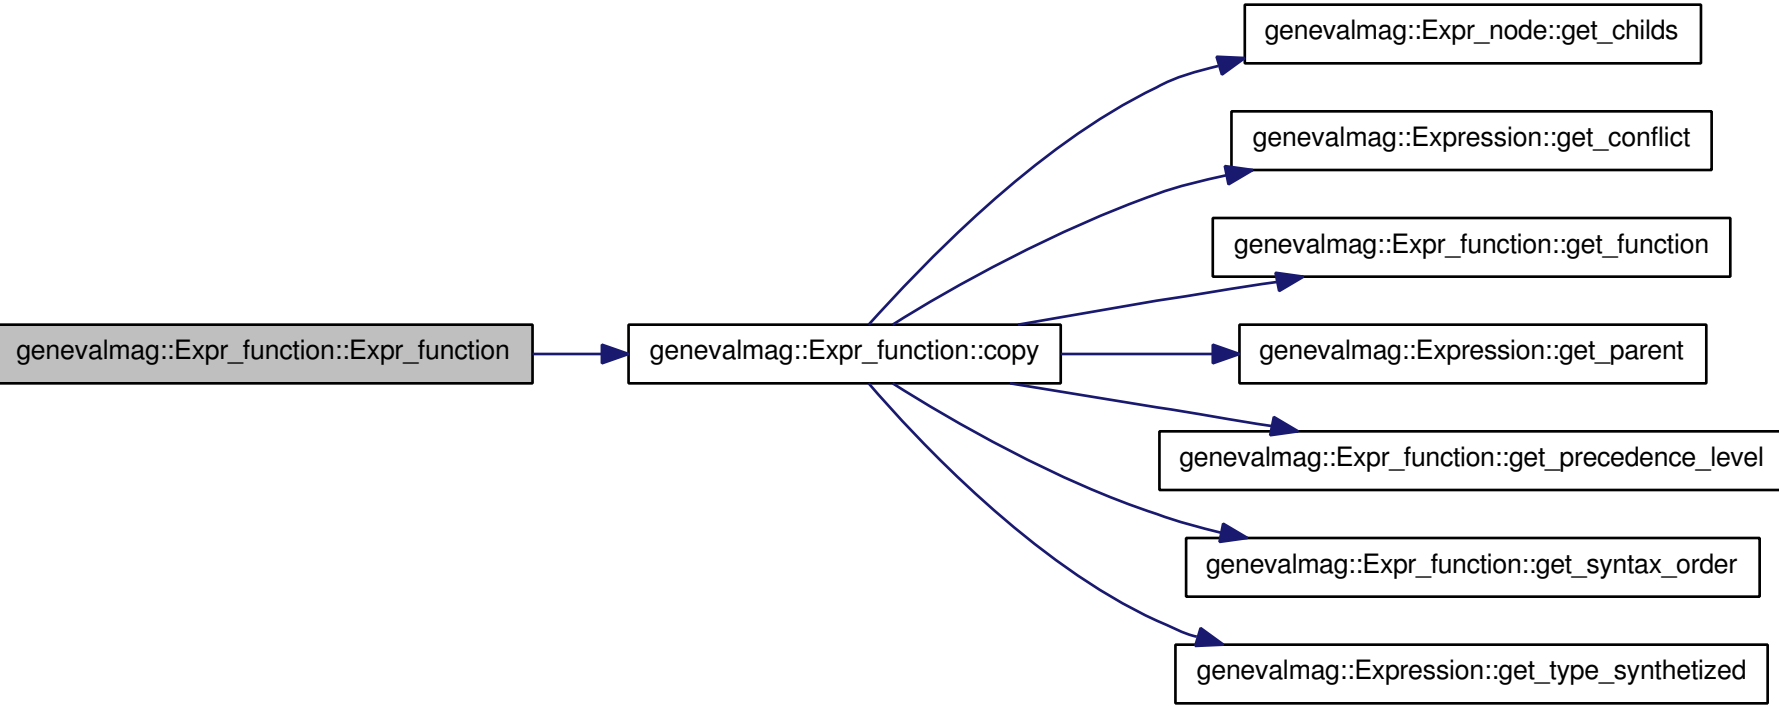 genevalmag::Expr_node::get_childs
genevalmag::Expression::get_conflict
genevalmag::Expr_function::get_function
genevalmag::Expr_function::Expr_function
genevalmag::Expr_function::copy
genevalmag::Expression::get_parent
genevalmag::Expr_function::get_precedence_level
genevalmag::Expr_function::get_syntax_order
genevalmag::Expression::get_type_synthetized